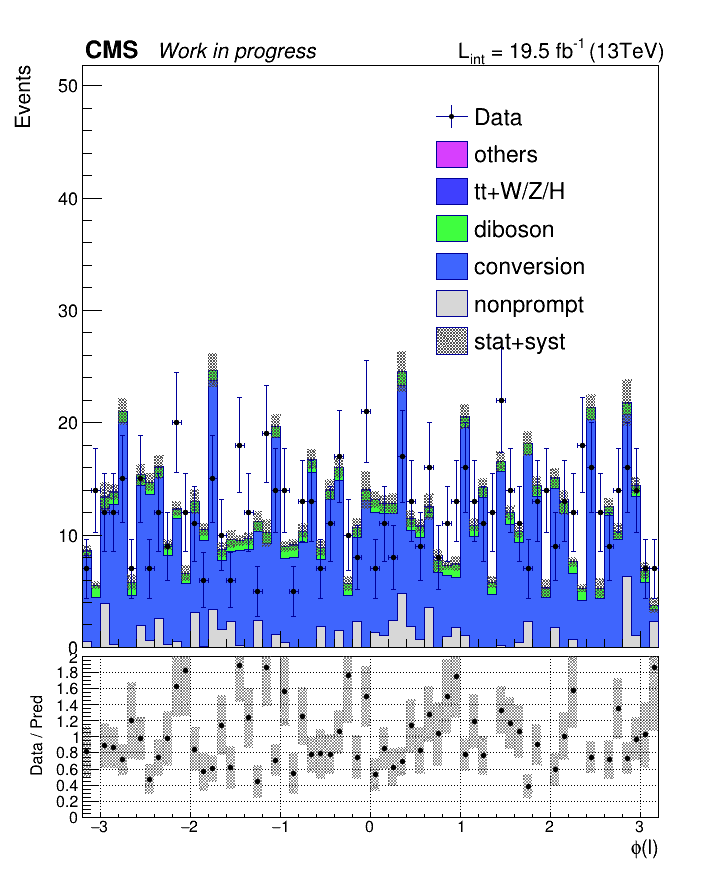 CMS Work in progress L_int = 19.5 fb^-1 (13TeV)
Events
50
40
30
20
10
0
Data
others
tt+W/Z/H
diboson
conversion
nonprompt
stat+syst
Data / Pred
2
1.8
1.6
1.4
1.2
1
0.8
0.6
0.4
0.2
0
−3 −2 −1 0 1 2 3
ϕ(l)